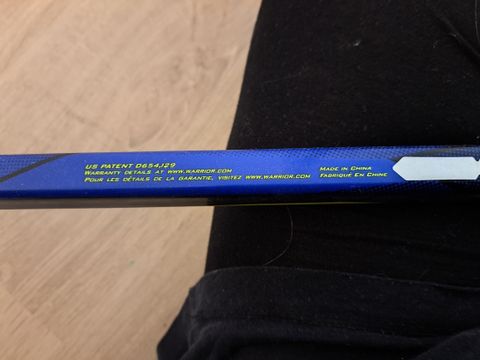 US PATENT D654,129
WARRANTY DETAILS AT WWW.WARRIOR.COM
POUR LES DÉTAILS DE LA GARANTIE, VISITEZ WWW.WARRIOR.COM
MADE IN CHINA
FABRIQUE EN CHINE